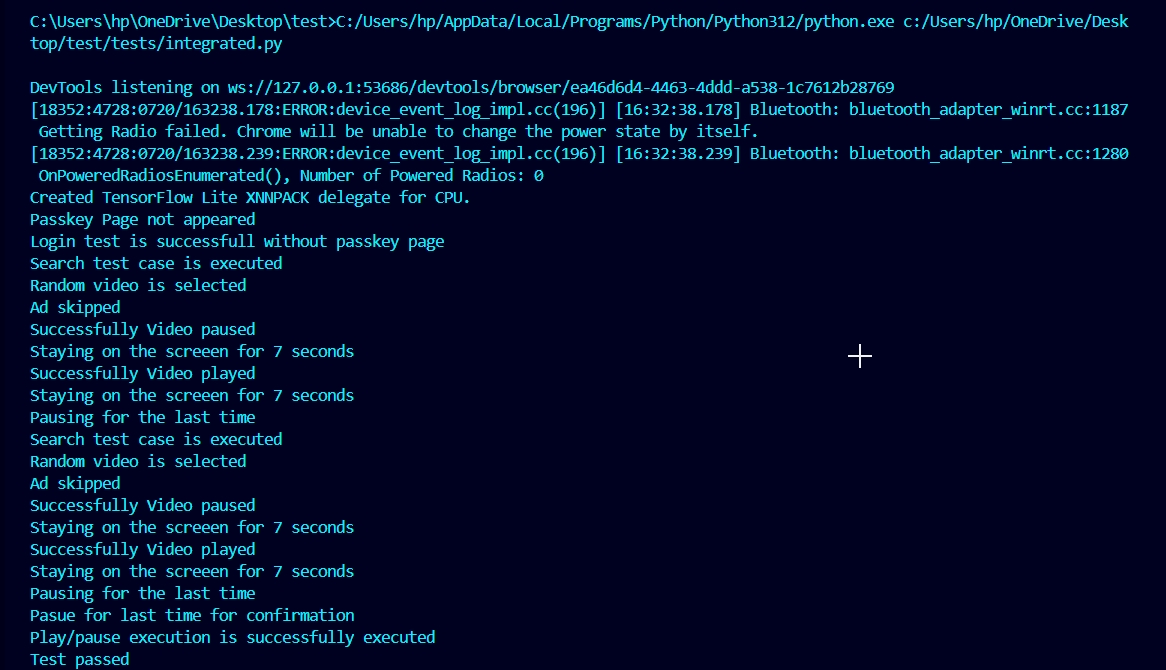 C:\Users\hp\OneDrive\Desktop\test>C:/Users/hp/AppData/Local/Programs/Python/Python312/python.exe c:/Users/hp/OneDrive/Desk
top/test/tests/integrated.py
DevTools listening on ws://127.0.0.1:53686/devtools/browser/ea46d6d4-4463-4ddd-a538-1c7612b28769
[18352:4728:0720/163238.178:ERROR:device_event_log_impl.cc(196)] [16:32:38.178] Bluetooth: bluetooth_adapter_winrt.cc:1187
Getting Radio failed. Chrome will be unable to change the power state by itself.
[18352:4728:0720/163238.239:ERROR:device_event_log_impl.cc(196)] [16:32:38.239] Bluetooth: bluetooth_adapter_winrt.cc:1280
OnPoweredRadiosEnumerated(), Number of Powered Radios: 0
Created TensorFlow Lite XNNPACK delegate for CPU.
Passkey Page not appeared
Login test is successfull without passkey page
Search test case is executed
Random video is selected
Ad skipped
Successfully Video paused
Staying on the screeen for 7 seconds
Successfully Video played
Staying on the screeen for 7 seconds
Pausing for the last time
Search test case is executed
Random video is selected
Ad skipped
Successfully Video paused
Staying on the screeen for 7 seconds
Successfully Video played
Staying on the screeen for 7 seconds
Pausing for the last time
Pasue for last time for confirmation
Play/pause execution is successfully executed
Test passed